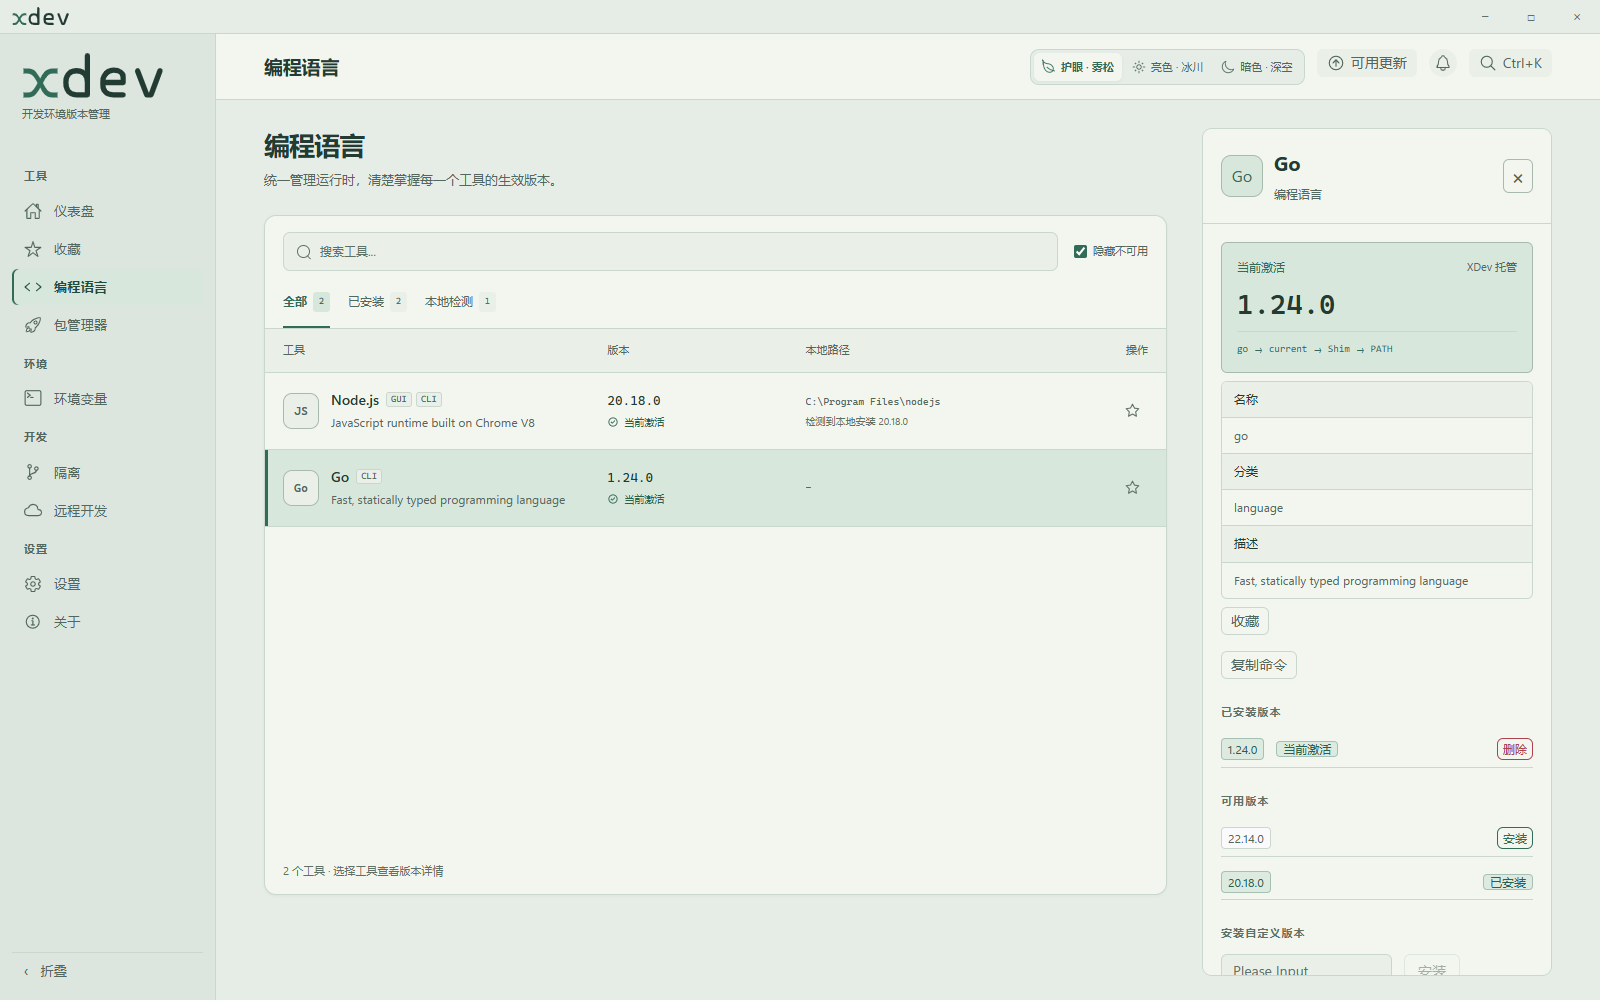 xdev
xdev
开发环境版本管理
工具
仪表盘
收藏
编程语言
包管理器
环境
环境变量
开发
隔离
远程开发
设置
设置
关于
折叠
编程语言
护眼 · 雾松
亮色 · 冰川
暗色 · 深空
可用更新
Ctrl+K
编程语言
统一管理运行时，清楚掌握每一个工具的生效版本。
搜索工具...
隐藏不可用
全部 2 已安装 2 本地检测 1
工具 版本 本地路径 操作
JS Node.js GUI CLI 20.18.0 C:\Program Files\nodejs
JavaScript runtime built on Chrome V8 当前激活 检测到本地安装 20.18.0
Go Go CLI 1.24.0 –
Fast, statically typed programming language 当前激活
2 个工具 · 选择工具查看版本详情
Go Go
编程语言
当前激活 XDev 托管
1.24.0
go → current → Shim → PATH
名称
go
分类
language
描述
Fast, statically typed programming language
收藏
复制命令
已安装版本
1.24.0 当前激活 删除
可用版本
22.14.0 安装
20.18.0 已安装
安装自定义版本
Please Input 安装